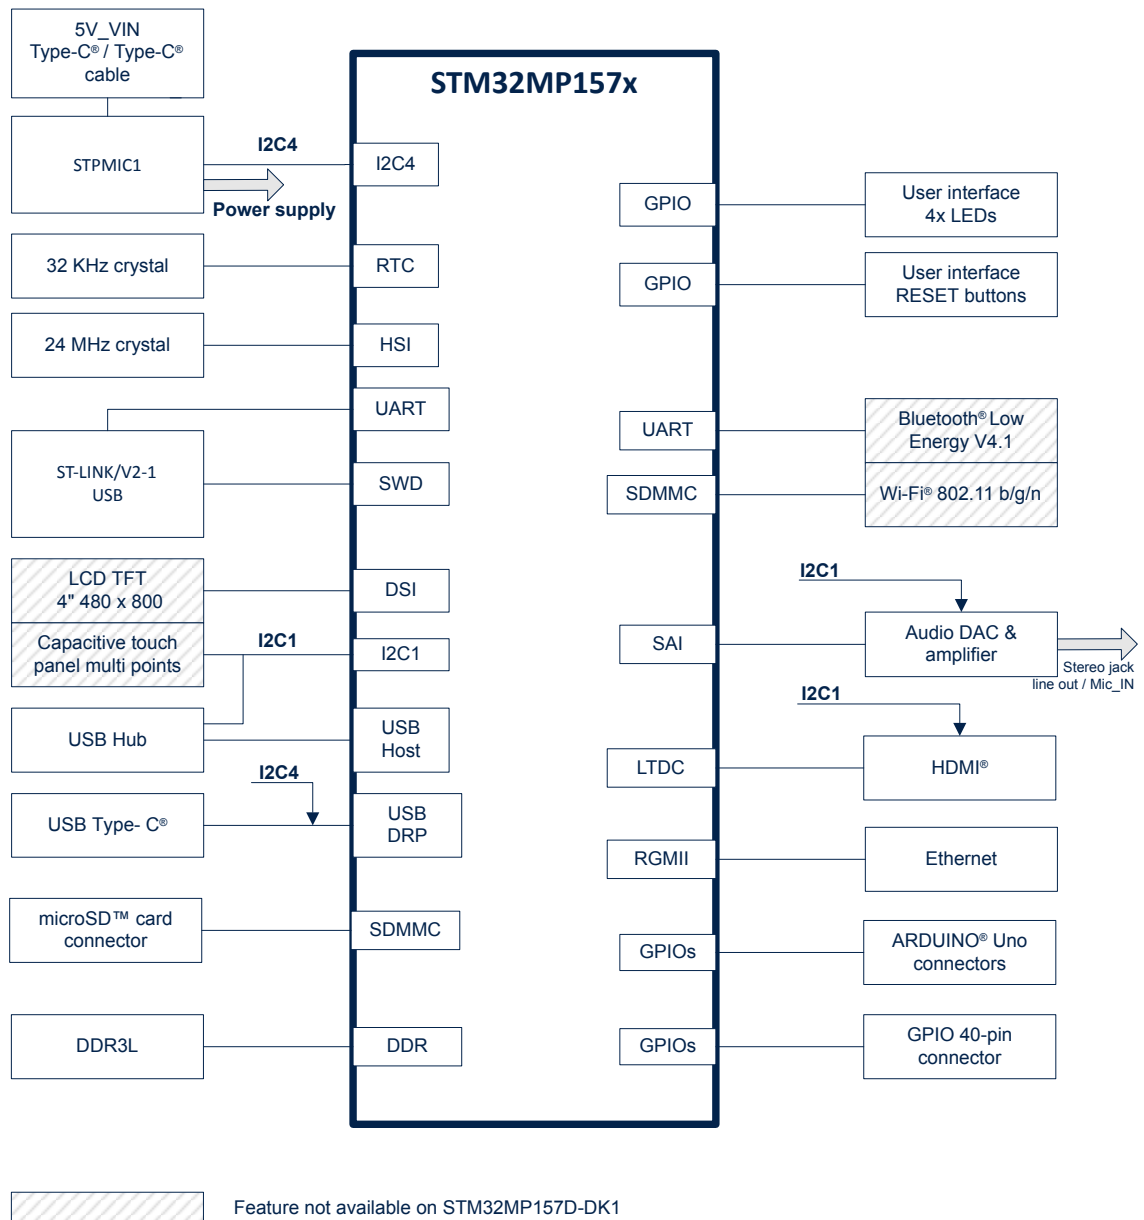 5V_VIN
Type-C® / Type-C®
cable
STPMIC1
I2C4
Power supply
32 KHz crystal
24 MHz crystal
ST-LINK/V2-1
USB
LCD TFT
4" 480 x 800
Capacitive touch
panel multi points
I2C1
USB Hub
I2C4
USB Type- C®
microSD™ card
connector
DDR3L
STM32MP157x
I2C4
RTC
HSI
UART
SWD
DSI
I2C1
USB
Host
USB
DRP
SDMMC
DDR
GPIO
GPIO
UART
SDMMC
SAI
LTDC
RGMII
GPIOs
GPIOs
User interface
4x LEDs
User interface
RESET buttons
Bluetooth® Low
Energy V4.1
Wi-Fi® 802.11 b/g/n
I2C1
Audio DAC &
amplifier
Stereo jack
line out / Mic_IN
I2C1
HDMI®
Ethernet
ARDUINO® Uno
connectors
GPIO 40-pin
connector
Feature not available on STM32MP157D-DK1